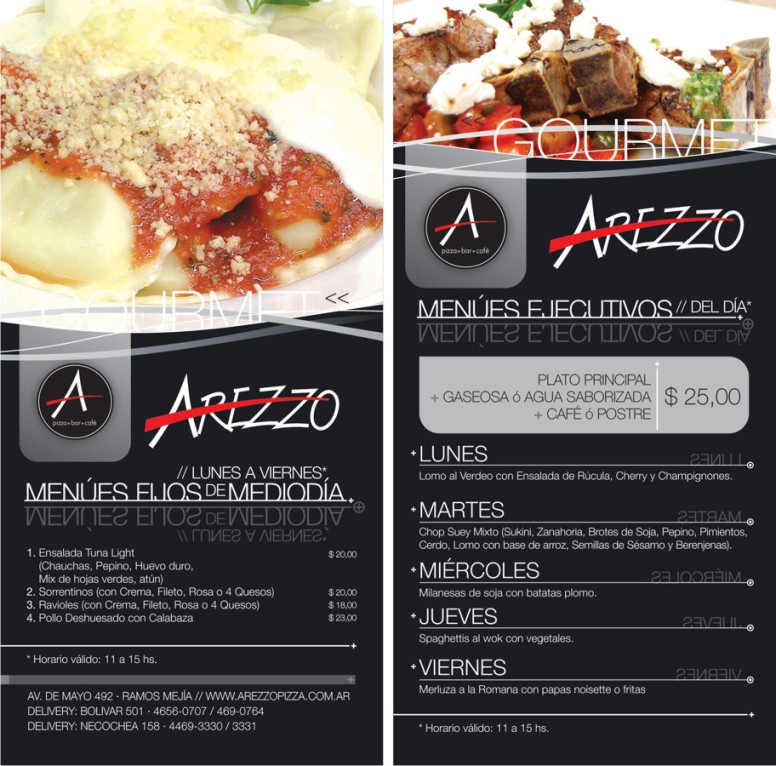 GOURMET <<
A
pizza•bar•café
AREZZO
// LUNES A VIERNES*
MENÚES FIJOS DE MEDIODÍA
1. Ensalada Tuna Light $ 20,00
(Chauchas, Pepino, Huevo duro,
Mix de hojas verdes, atún)
2. Sorrentinos (con Crema, Fileto, Rosa o 4 Quesos) $ 20,00
3. Ravioles (con Crema, Fileto, Rosa o 4 Quesos) $ 18,00
4. Pollo Deshuesado con Calabaza $ 23,00
* Horario válido: 11 a 15 hs.
AV. DE MAYO 492 · RAMOS MEJÍA // WWW.AREZZOPIZZA.COM.AR
DELIVERY: BOLIVAR 501 · 4656-0707 / 469-0764
DELIVERY: NECOCHEA 158 · 4469-3330 / 3331
GOURMET
A
pizza•bar•café
AREZZO
MENÚES EJECUTIVOS // DEL DÍA*
PLATO PRINCIPAL
+ GASEOSA ó AGUA SABORIZADA
+ CAFÉ ó POSTRE
$ 25,00
+ LUNES
Lomo al Verdeo con Ensalada de Rúcula, Cherry y Champignones.
+ MARTES
Chop Suey Mixto (Sukini, Zanahoria, Brotes de Soja, Pepino, Pimientos,
Cerdo, Lomo con base de arroz, Semillas de Sésamo y Berenjenas).
+ MIÉRCOLES
Milanesas de soja con batatas plomo.
+ JUEVES
Spaghettis al wok con vegetales.
+ VIERNES
Merluza a la Romana con papas noisette o fritas
* Horario válido: 11 a 15 hs.